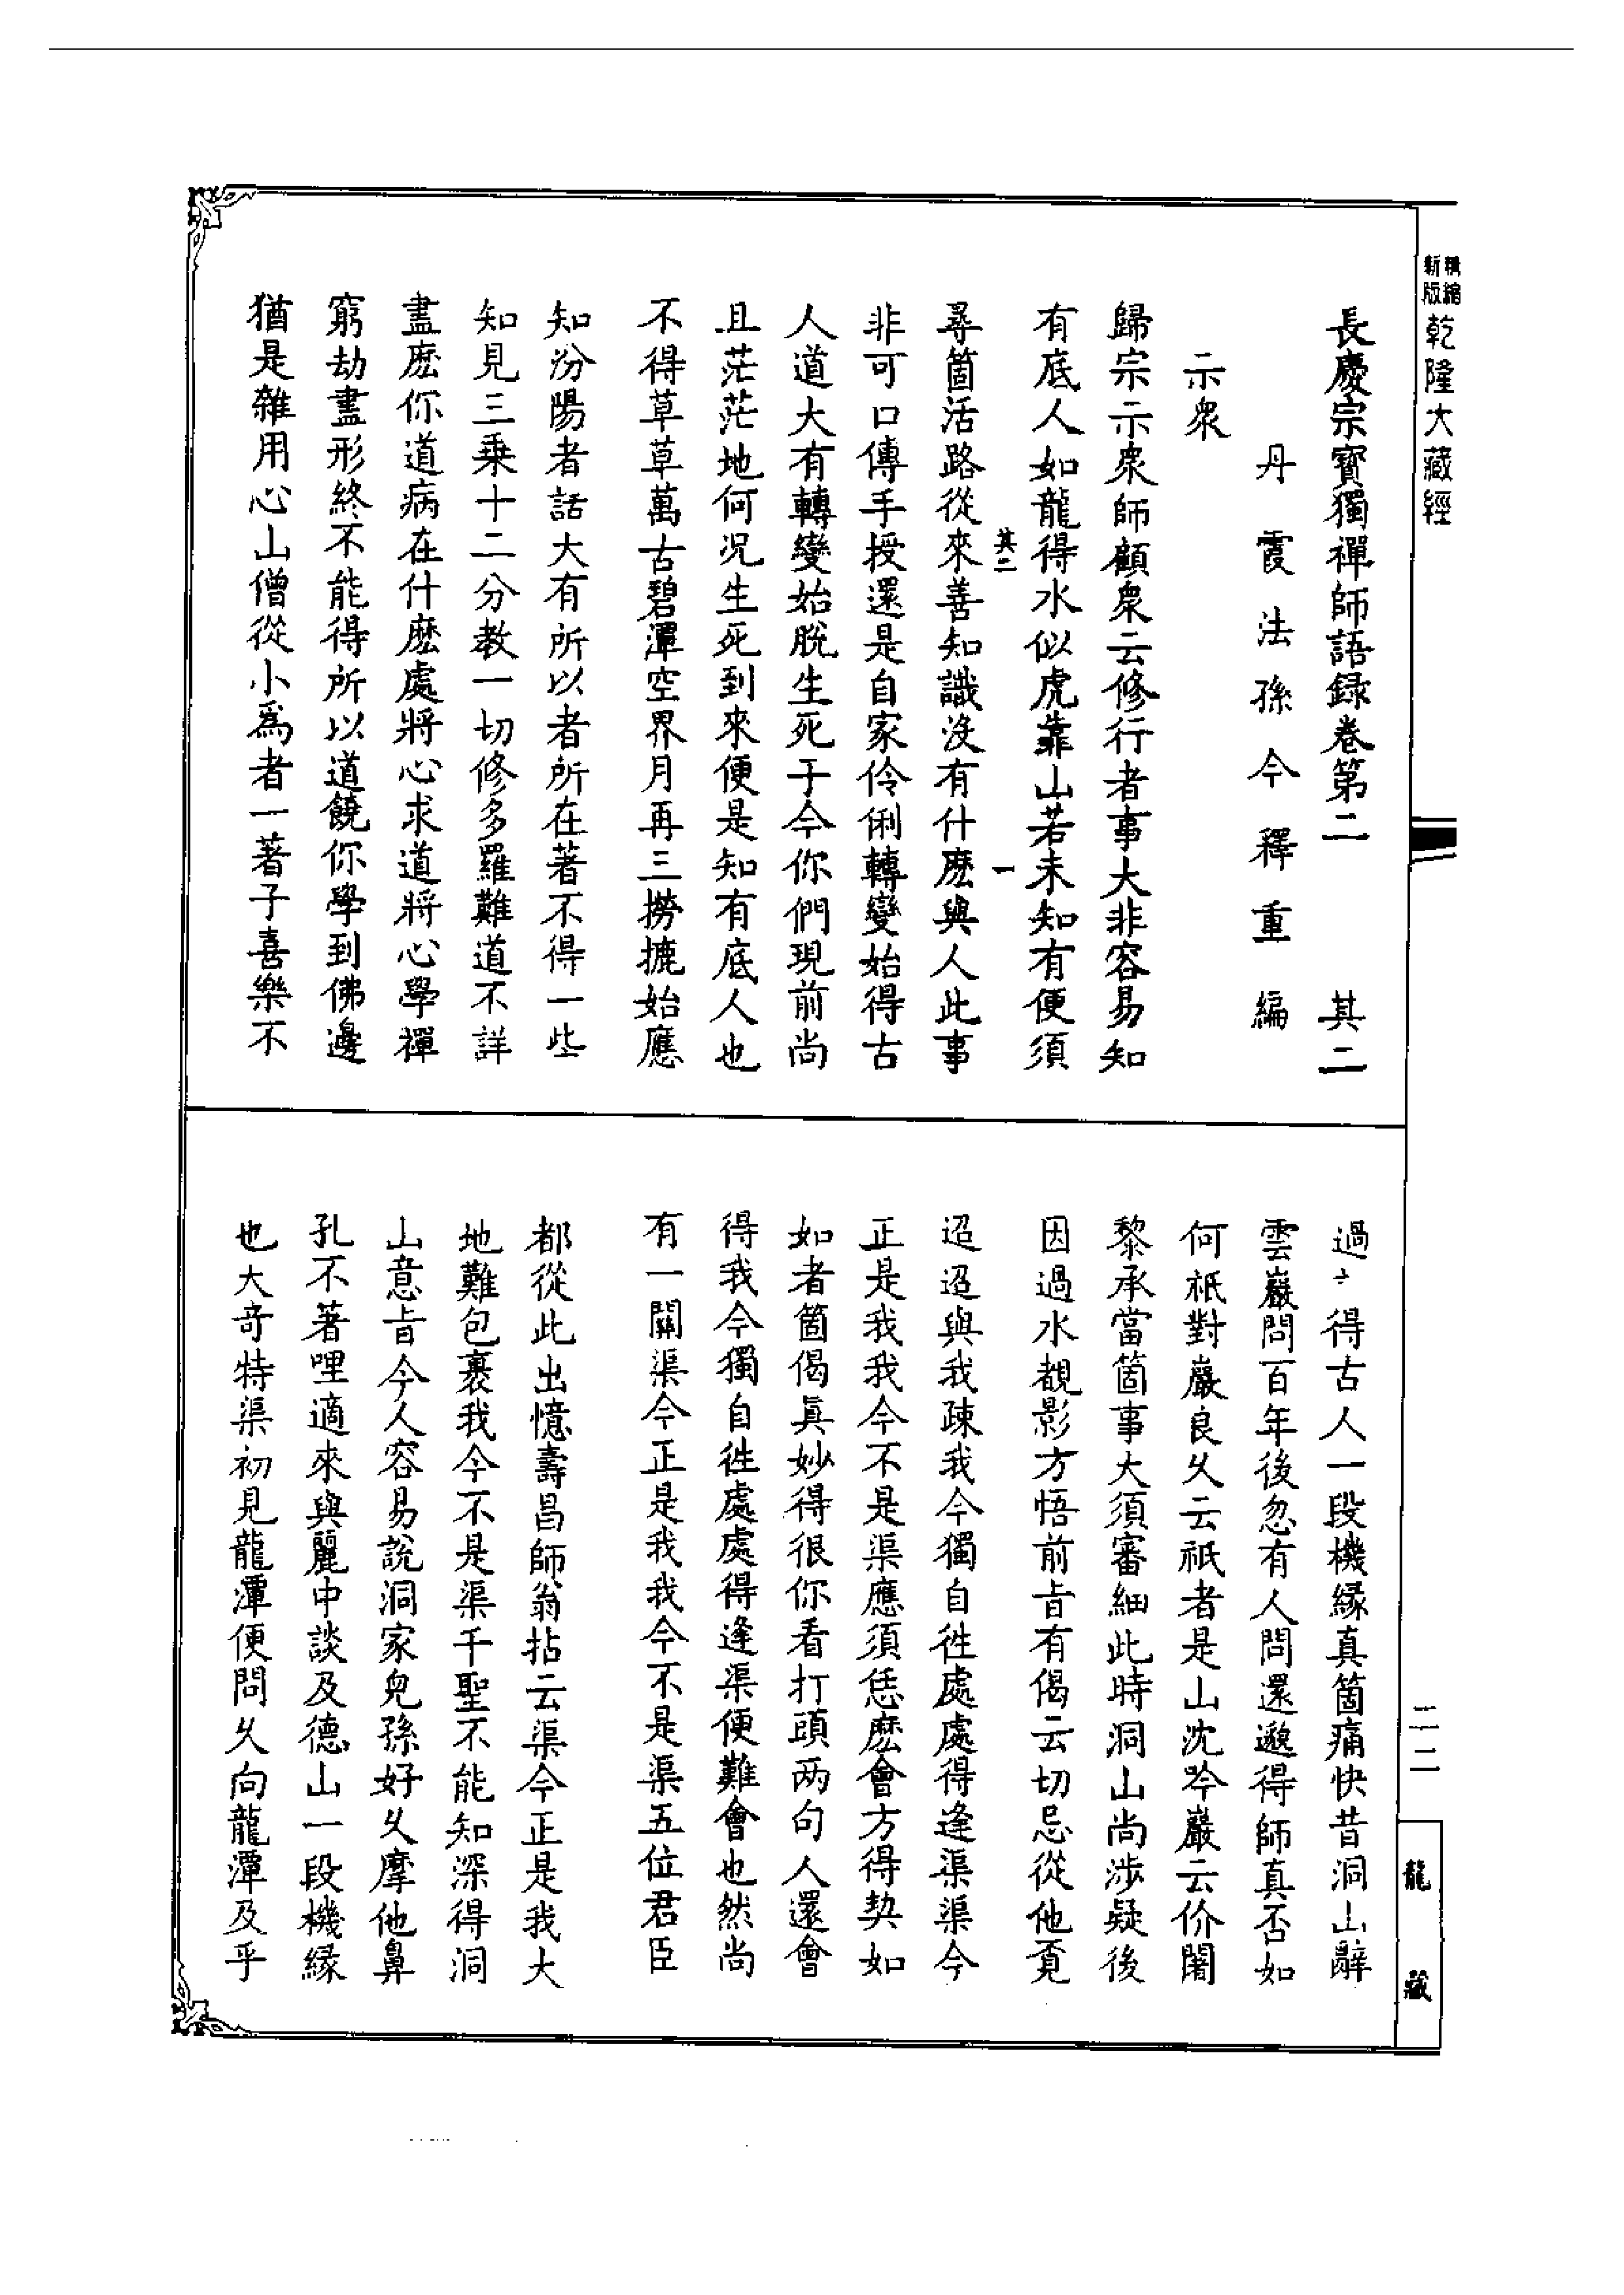 精縮新版乾隆大藏經
長慶宗寶獨禪師語録卷第二 其二
丹霞法孫今釋重編
示衆
歸宗示衆師顧衆云修行者事大非容易知
有底人如龍得水似虎靠山若未知有便須
其二 一
尋箇活路從來善知識没有什麽與人此事
非可口傳手授還是自家伶俐轉變始得古
人道大有轉變始脱生死于今你們現前尚
且茫茫地何况生死到來便是知有底人也
不得草草萬古碧潭空界月再三撈摝始應
知汾陽者話大有所以者所在著不得一些
知見三乗十二分教一切修多羅難道不詳
盡麽你道病在什麽處將心求道將心學禪
窮劫盡形終不能得所以道饒你學到佛邊
猶是雜用心山僧從小爲者一著子喜樂不
過﹖得古人一段機緣真箇痛快昔洞山辭
雲巖問百年後忽有人問還邈得師真否如
何祇對巖良乆云祇者是山沈吟巖云价闍
黎承當箇事大須審細此時洞山尚涉疑後
因過水覩影方悟前旨有偈云切忌從他覔
迢迢與我疎我今獨自徃處處得逢渠渠今
正是我我今不是渠應須恁麽會方得契如
如者箇偈眞妙得很你看打頭两句人還會
得我今獨自徃處處得逢渠便難會也然尚
有一關渠今正是我我今不是渠五位君臣
都從此出憶壽昌師翁拈云渠今正是我大
地難包裹我今不是渠千聖不能知深得洞
山意旨今人容易說洞家兒孫好乆摩他鼻
孔不著哩適來與麗中談及德山一段機緣
也大奇特渠初見龍潭便問乆向龍潭及乎
二二
龍藏